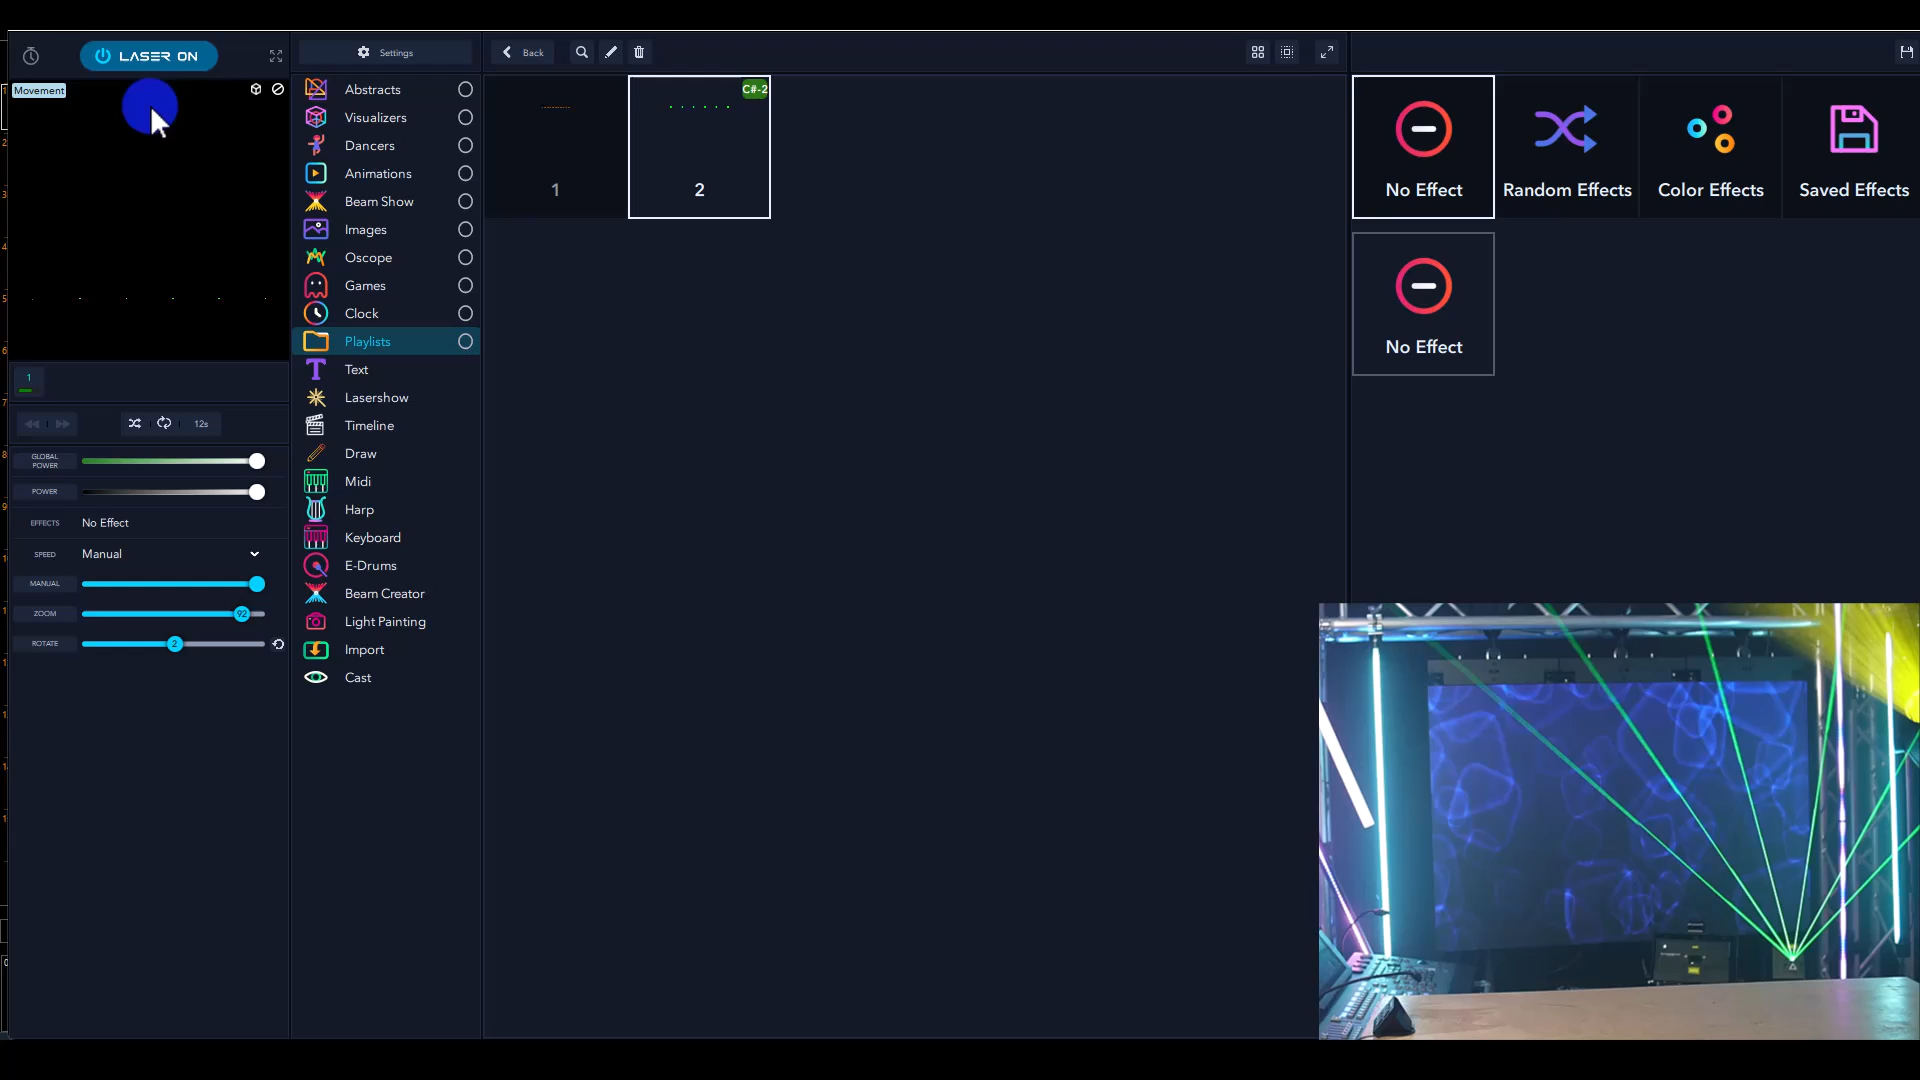 LASER ON
Movement
1
12s
GLOBAL
POWER
POWER
EFFECTS
No Effect
SPEED
Manual
MANUAL
ZOOM
92
ROTATE
2
Settings
Abstracts
Visualizers
Dancers
Animations
Beam Show
Images
Oscope
Games
Clock
Playlists
Text
Lasershow
Timeline
Draw
Midi
Harp
Keyboard
E-Drums
Beam Creator
Light Painting
Import
Cast
Back
1
C#-2
2
No Effect
Random Effects
Color Effects
Saved Effects
No Effect